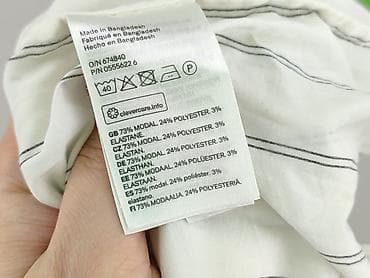 Made in Bangladesh
Fabriqué en Bangladesh
Hecho en Bangladesh
O/N 674840
P/N 0555622.6
40 P
clevercare.info
GB 73% MODAL. 24% POLYESTER. 3%
ELASTANE.
CZ 73% MODAL. 24% POLYESTER. 3%
ELASTAN.
DE 73% MODAL. 24% POLYESTER. 3%
ELASTHAN.
EE 73% MODAAL. 24% POLÜESTER. 3%
ELASTAAN.
ES 73% modal. 24% poliéster. 3%
elastano.
FI 73% MODAALIA. 24% POLYESTERIÄ.